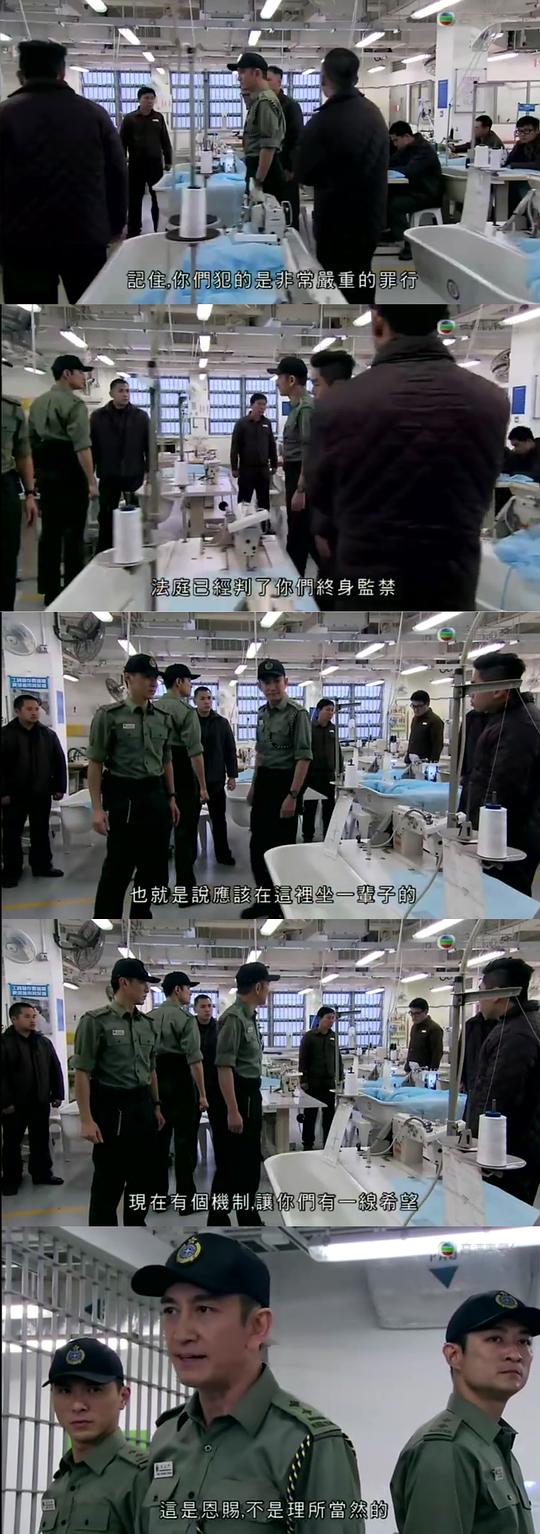 記住,你們犯的是非常嚴重的罪行
法庭已經判了你們終身監禁
也就是說應該在這裡坐一輩子的
現在有個機制,讓你們有一線希望
這是恩賜,不是理所當然的